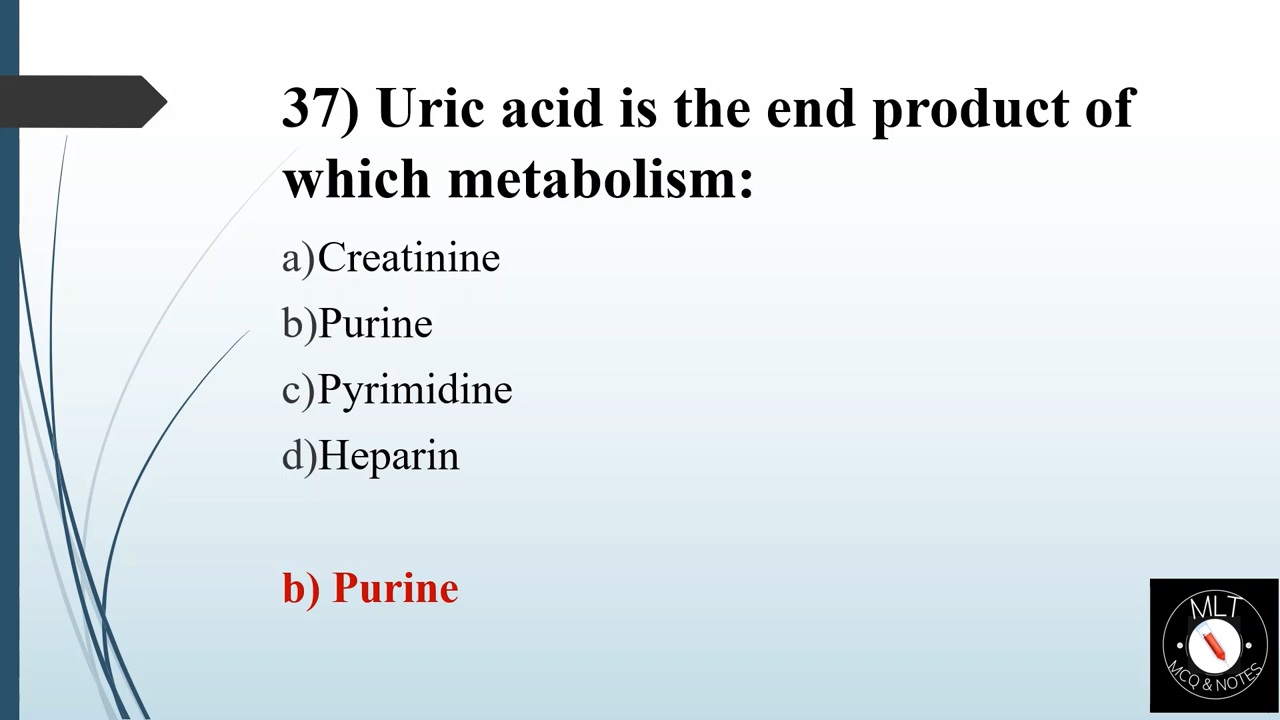 37) Uric acid is the end product of
which metabolism:
a)Creatinine
b)Purine
c)Pyrimidine
d)Heparin
b) Purine
MLT
MCQ & NOTES